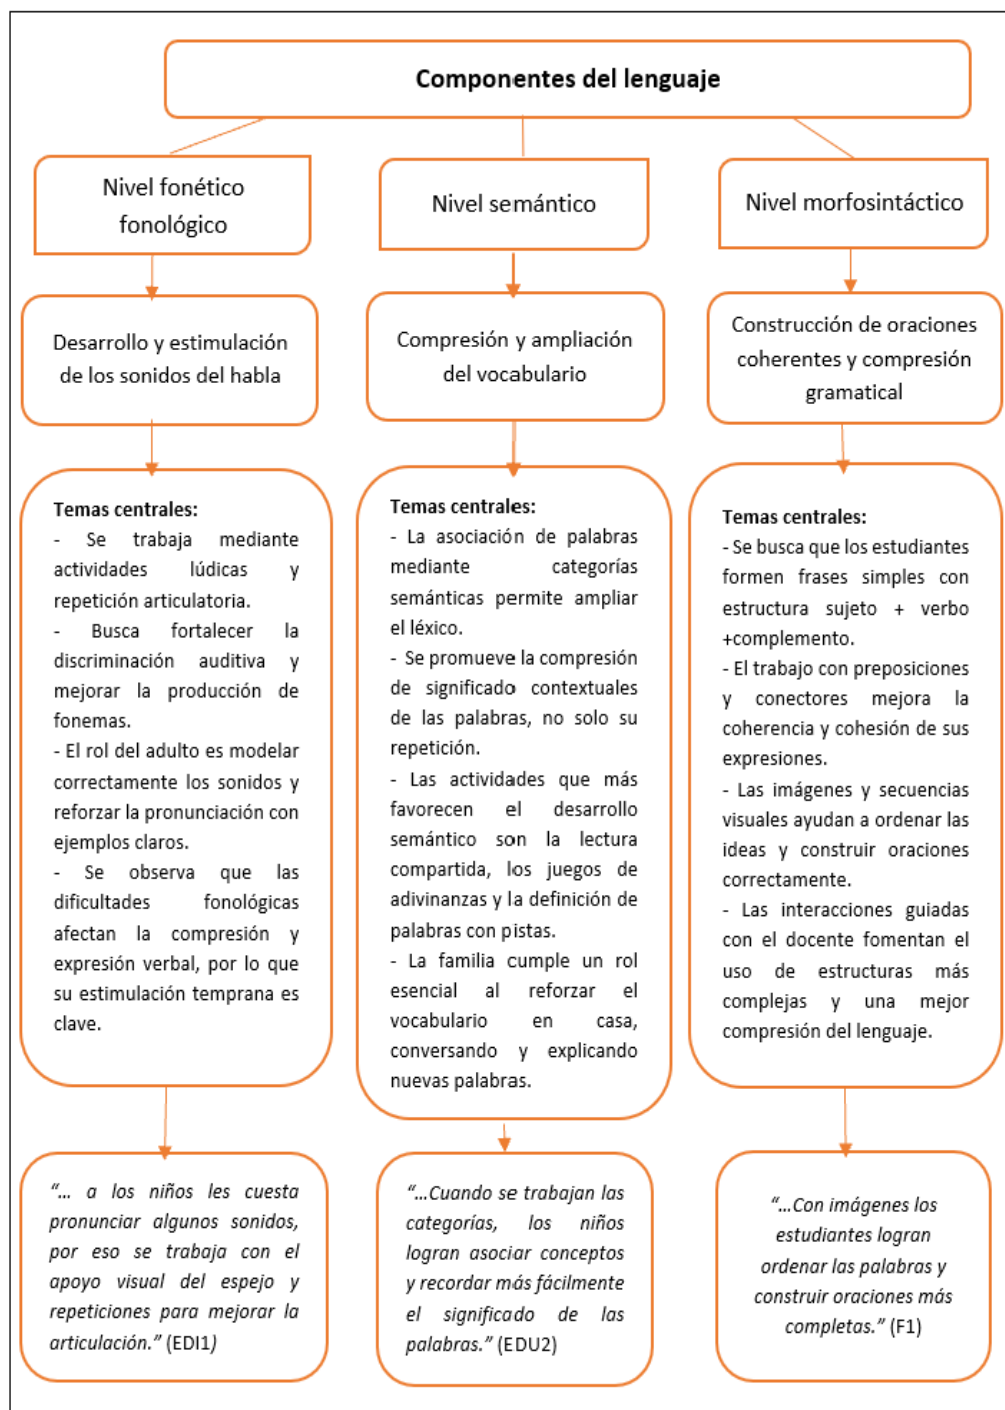 Componentes del lenguaje
Nivel fonético
fonológico
Desarrollo y estimulación
de los sonidos del habla
Temas centrales:
- Se trabaja mediante
actividades lúdicas y
repetición articulatoria.
- Busca fortalecer la
discriminación auditiva y
mejorar la producción de
fonemas.
- El rol del adulto es modelar
correctamente los sonidos y
reforzar la pronunciación con
ejemplos claros.
- Se observa que las
dificultades fonológicas
afectan la compresión y
expresión verbal, por lo que
su estimulación temprana es
clave.
“... a los niños les cuesta
pronunciar algunos sonidos,
por eso se trabaja con el
apoyo visual del espejo y
repeticiones para mejorar la
articulación.” (EDI1)
Nivel semántico
Compresión y ampliación
del vocabulario
Temas centrales:
- La asociación de palabras
mediante categorías
semánticas permite ampliar
el léxico.
- Se promueve la compresión
de significado contextuales
de las palabras, no solo su
repetición.
- Las actividades que más
favorecen el desarrollo
semántico son la lectura
compartida, los juegos de
adivinanzas y la definición de
palabras con pistas.
- La familia cumple un rol
esencial al reforzar el
vocabulario en casa,
conversando y explicando
nuevas palabras.
“...Cuando se trabajan las
categorías, los niños
logran asociar conceptos
y recordar más fácilmente
el significado de las
palabras.” (EDU2)
Nivel morfosintáctico
Construcción de oraciones
coherentes y compresión
gramatical
Temas centrales:
- Se busca que los estudiantes
formen frases simples con
estructura sujeto + verbo
+complemento.
- El trabajo con preposiciones
y conectores mejora la
coherencia y cohesión de sus
expresiones.
- Las imágenes y secuencias
visuales ayudan a ordenar las
ideas y construir oraciones
correctamente.
- Las interacciones guiadas
con el docente fomentan el
uso de estructuras más
complejas y una mejor
compresión del lenguaje.
“...Con imágenes los
estudiantes logran
ordenar las palabras y
construir oraciones más
completas.” (F1)